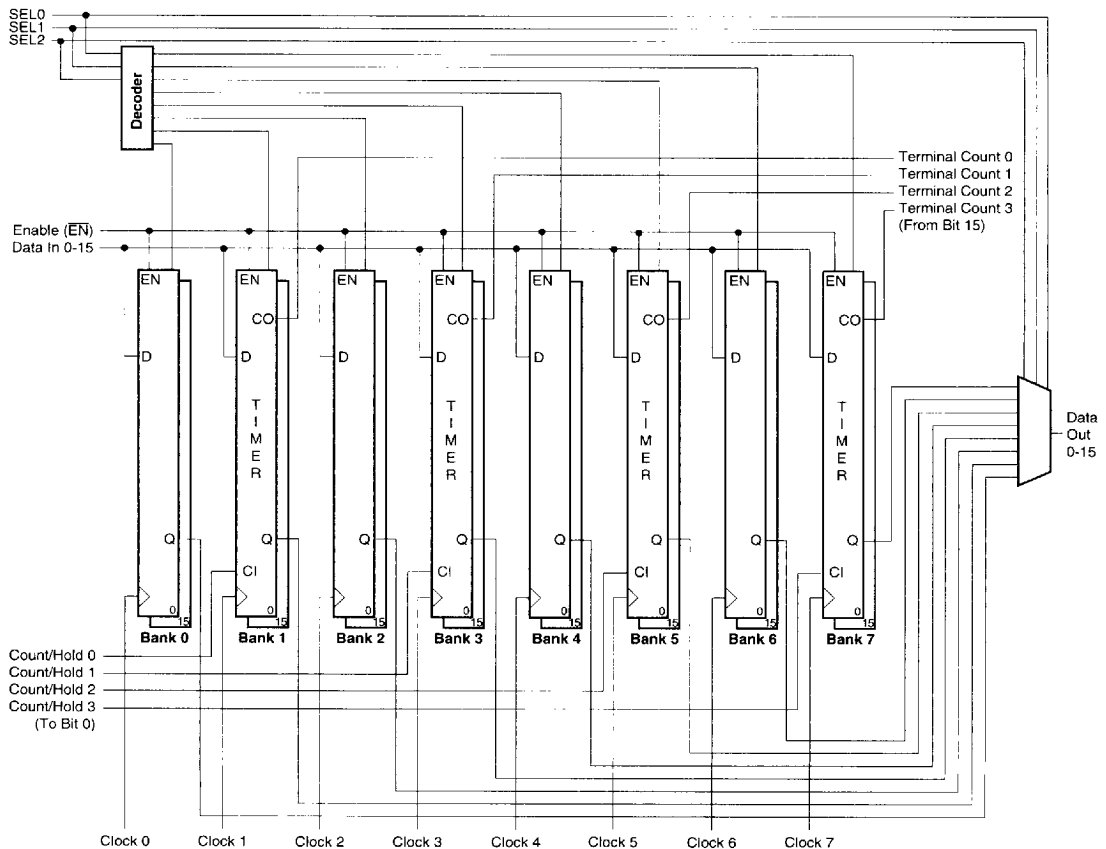 SEL0
SEL1
SEL2
Decoder
Terminal Count 0
Terminal Count 1
Terminal Count 2
Terminal Count 3
(From Bit 15)
Enable (EN)
Data In 0-15
EN
EN
EN
EN
EN
EN
EN
EN
CO
CO
CO
CO
D
D
D
D
D
D
D
D
TIMER
TIMER
TIMER
TIMER
Data
Out
0-15
Q
Q
Q
Q
Q
Q
Q
Q
CI
CI
CI
CI
0
0
0
0
0
0
0
0
15
15
15
15
15
15
15
15
Bank 0
Bank 1
Bank 2
Bank 3
Bank 4
Bank 5
Bank 6
Bank 7
Count/Hold 0
Count/Hold 1
Count/Hold 2
Count/Hold 3
(To Bit 0)
Clock 0
Clock 1
Clock 2
Clock 3
Clock 4
Clock 5
Clock 6
Clock 7